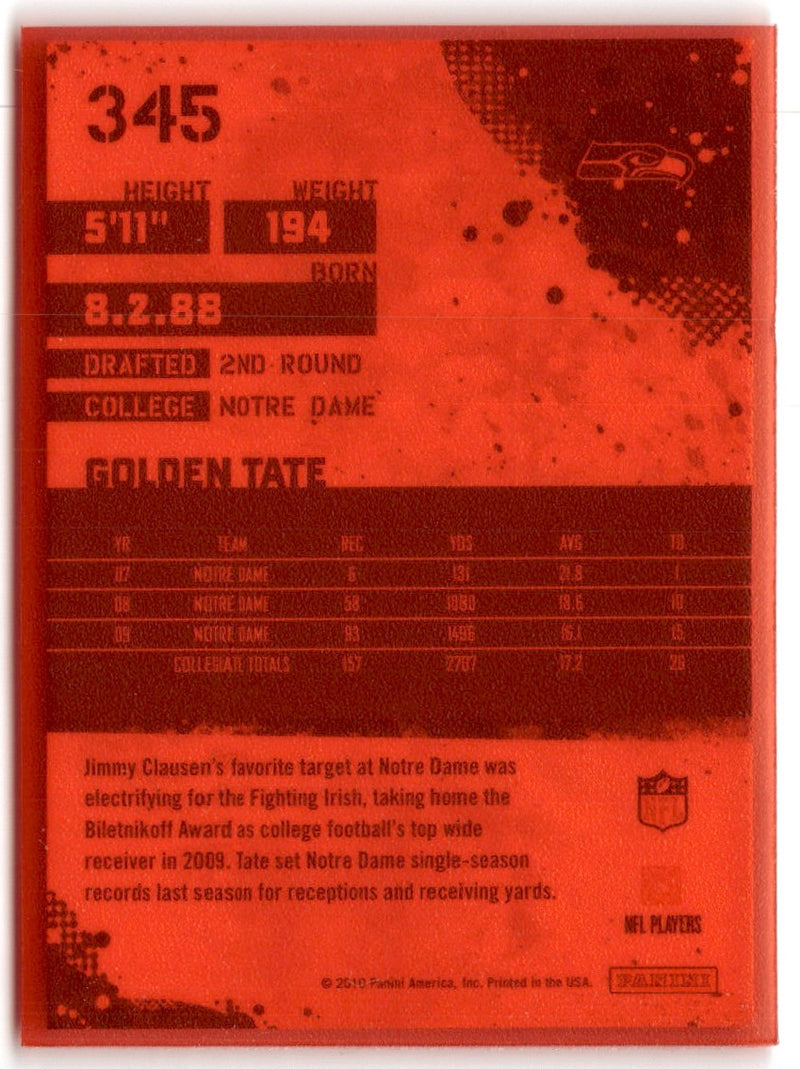 345
HEIGHT WEIGHT
5'11" 194
BORN
8.2.88
DRAFTED 2ND ROUND
COLLEGE NOTRE DAME
GOLDEN TATE
YR TEAM REC YDS AVG TD
07 NOTRE DAME 6 131 21.8 1
08 NOTRE DAME 58 1080 18.6 10
09 NOTRE DAME 93 1496 16.1 15
COLLEGIATE TOTALS 157 2707 17.2 26
Jimmy Clausen's favorite target at Notre Dame was
electrifying for the Fighting Irish, taking home the
Biletnikoff Award as college football's top wide
receiver in 2009. Tate set Notre Dame single-season
records last season for receptions and receiving yards.
NFL
NFL PLAYERS
© 2010 Panini America, Inc. Printed in the USA.
PANINI